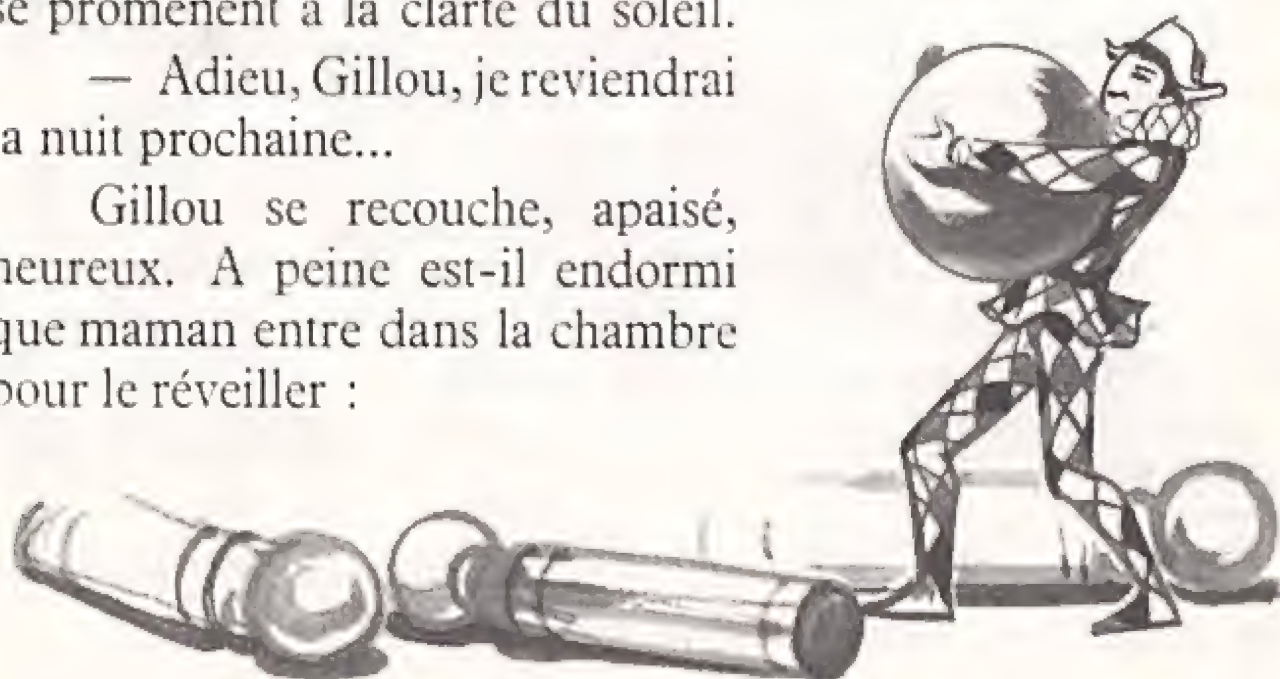 se promènent à la clarté du soleil.
— Adieu, Gillou, je reviendrai
a nuit prochaine...
Gillou se recouche, apaisé,
heureux. A peine est-il endormi
que maman entre dans la chambre
pour le réveiller :